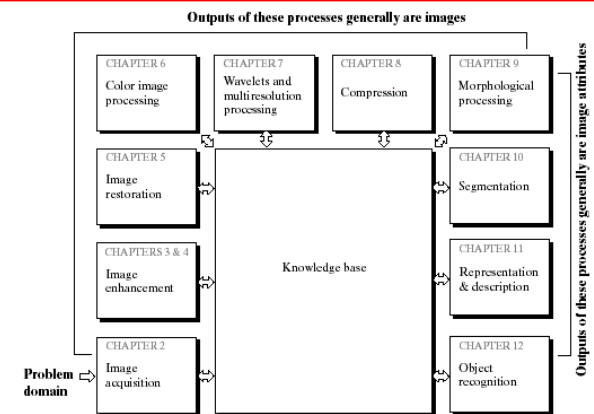 Outputs of these processes generally are images
CHAPTER 6
Color image
processing
CHAPTER 7
Wavelets and
multiresolution
processing
CHAPTER 8
Compression
CHAPTER 9
Morphological
processing
CHAPTER 5
Image
restoration
CHAPTER 10
Segmentation
CHAPTERS 3 & 4
Image
enhancement
Knowledge base
CHAPTER 11
Representation
& description
Problem
domain
CHAPTER 2
Image
acquisition
CHAPTER 12
Object
recognition
Outputs of these processes generally are image attributes